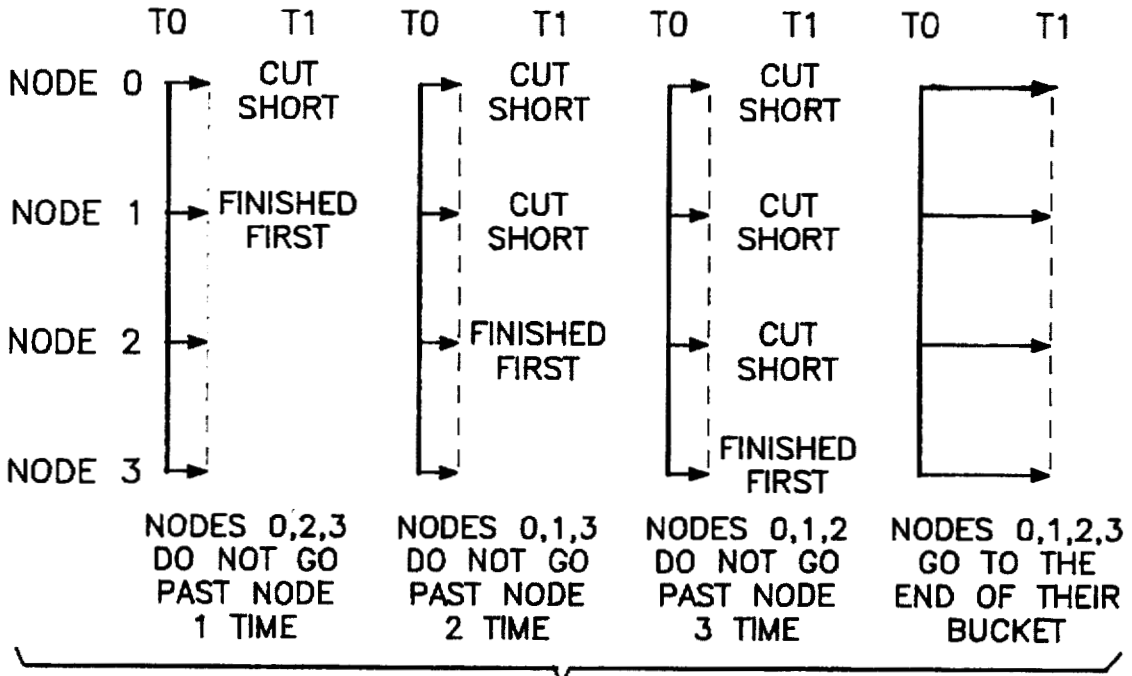 T0 T1 T0 T1 T0 T1 T0 T1
NODE 0 CUT CUT CUT
SHORT SHORT SHORT
NODE 1 FINISHED CUT CUT
FIRST SHORT SHORT
NODE 2 FINISHED CUT
FIRST SHORT
NODE 3 FINISHED
FIRST
NODES 0,2,3 NODES 0,1,3 NODES 0,1,2 NODES 0,1,2,3
DO NOT GO DO NOT GO DO NOT GO GO TO THE
PAST NODE PAST NODE PAST NODE END OF THEIR
1 TIME 2 TIME 3 TIME BUCKET